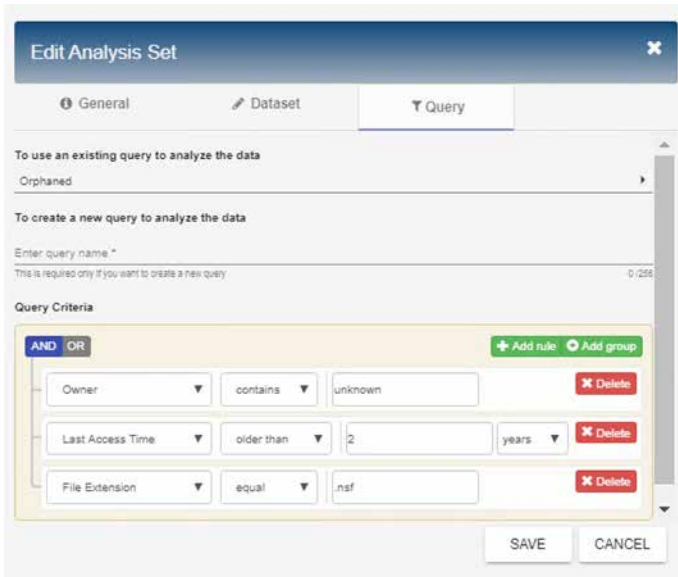 Edit Analysis Set
General Dataset Query
To use an existing query to analyze the data
Orphaned
To create a new query to analyze the data
Enter query name *
This is required only if you want to create a new query 0 /256
Query Criteria
AND OR Add rule Add group
Owner contains unknown Delete
Last Access Time older than 2 years Delete
File Extension equal .nsf Delete
SAVE CANCEL